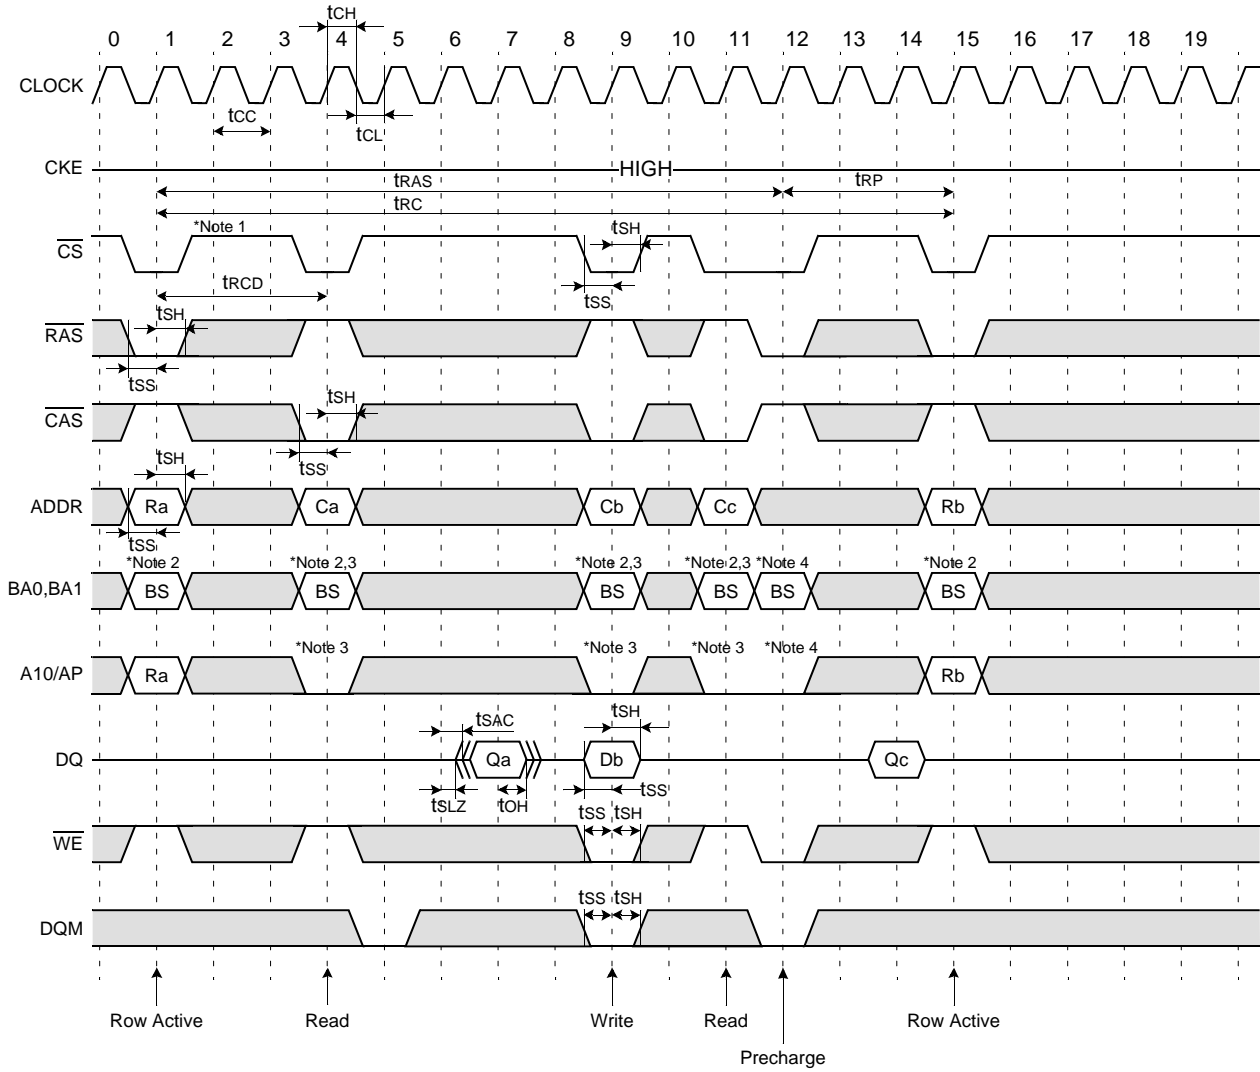 tCH
0 1 2 3 4 5 6 7 8 9 10 11 12 13 14 15 16 17 18 19
CLOCK
tCC
tCL
CKE
HIGH
tRAS
tRP
tRC
*Note 1
tSH
CS
tRCD
tSS
tSH
RAS
tSS
tSH
CAS
tSS
tSH
ADDR
Ra Ca Cb Cc Rb
tSS
*Note 2 *Note 2,3 *Note 2,3 *Note 2,3 *Note 4 *Note 2
BA0,BA1
BS BS BS BS BS BS
*Note 3 *Note 3 *Note 3 *Note 4
A10/AP
Ra Rb
tSAC
tSH
DQ
Qa Db Qc
tSLZ
tOH
tSS
tSS tSH
WE
tSS tSH
DQM
Row Active
Read
Write
Read
Row Active
Precharge